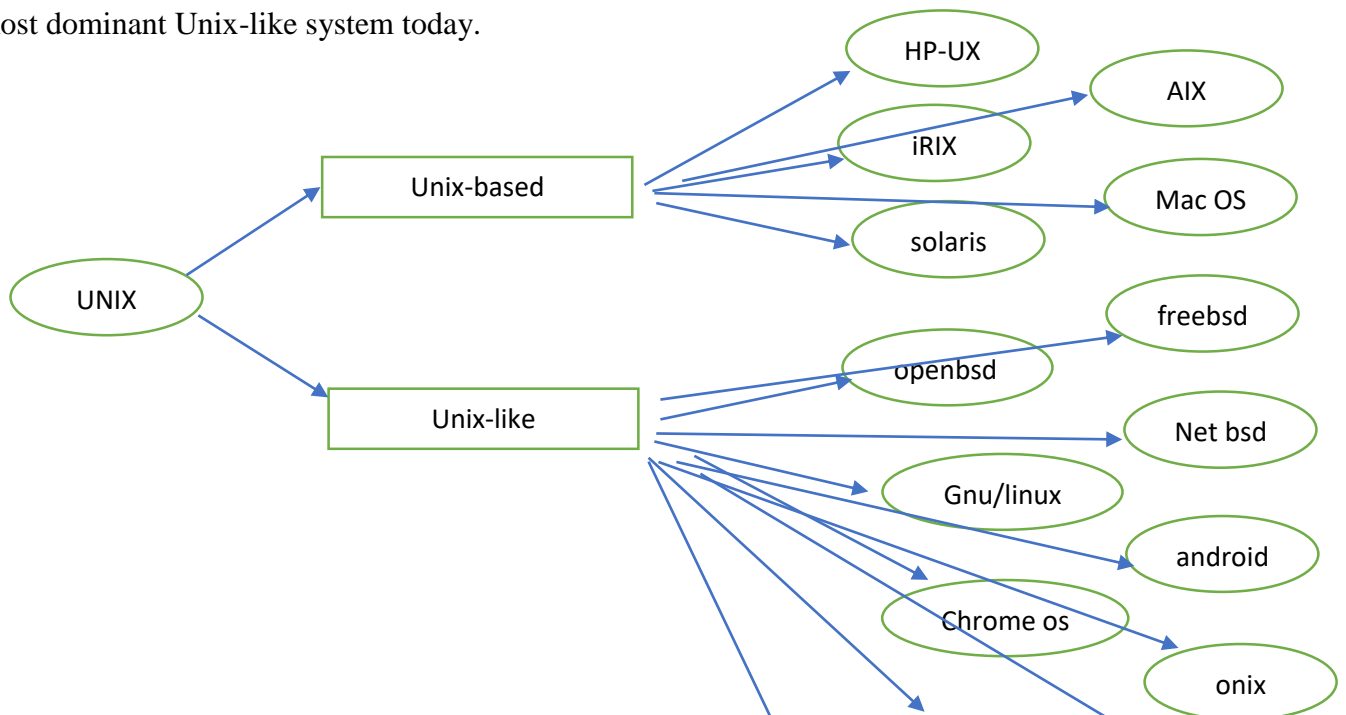 ost dominant Unix-like system today.
HP-UX
AIX
iRIX
Unix-based
Mac OS
solaris
UNIX
freebsd
openbsd
Unix-like
Net bsd
Gnu/linux
android
Chrome os
onix